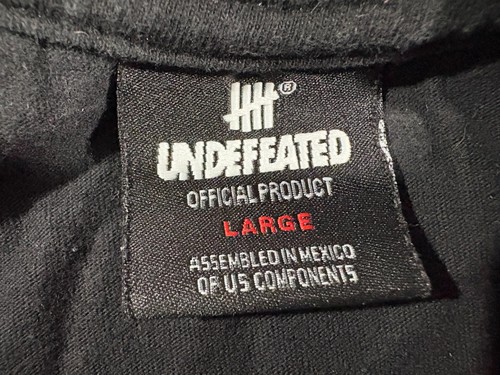 ®
UNDEFEATED
OFFICIAL PRODUCT
LARGE
ASSEMBLED IN MEXICO
OF US COMPONENTS